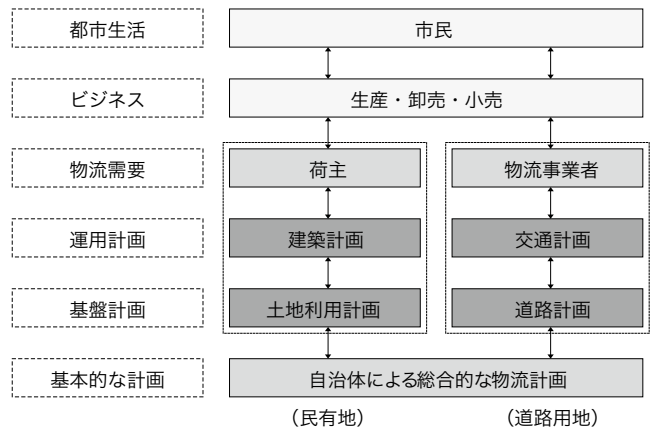 都市生活
市民
ビジネス
生産・卸売・小売
物流需要
荷主
物流事業者
運用計画
建築計画
交通計画
基盤計画
土地利用計画
道路計画
基本的な計画
自治体による総合的な物流計画
（民有地）
（道路用地）